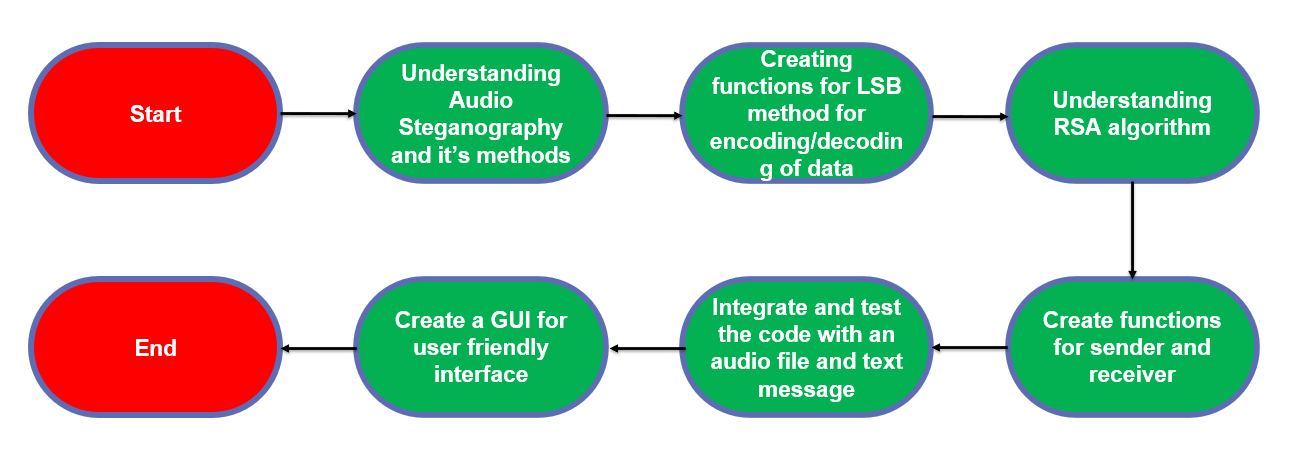 Start
Understanding
Audio
Steganography
and it's methods
Creating
functions for LSB
method for
encoding/decodin
g of data
Understanding
RSA algorithm
Create functions
for sender and
receiver
Integrate and test
the code with an
audio file and text
message
Create a GUI for
user friendly
interface
End